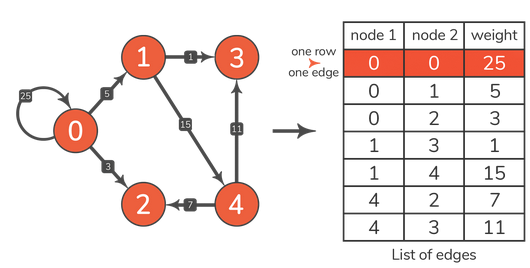 25
0
5
1
1
3
15
11
3
2
7
4
one row
one edge
node 1 node 2 weight
0 0 25
0 1 5
0 2 3
1 3 1
1 4 15
4 2 7
4 3 11
List of edges